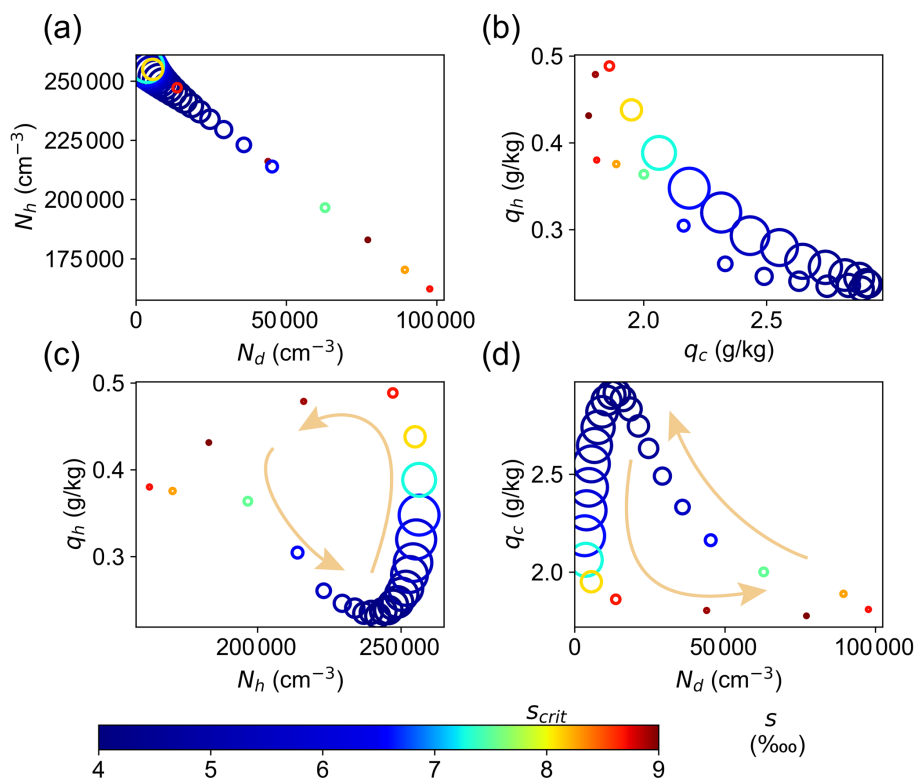 (a)
250 000
225 000
200 000
175 000
N_h (cm⁻³)
0
50 000
100 000
N_d (cm⁻³)
(b)
0.5
0.4
0.3
q_h (g/kg)
2.0
2.5
q_c (g/kg)
(c)
0.5
0.4
0.3
q_h (g/kg)
200 000
250 000
N_h (cm⁻³)
(d)
2.5
2.0
q_c (g/kg)
0
50 000
100 000
N_d (cm⁻³)
s_crit
4
5
6
7
8
9
s
(‱)